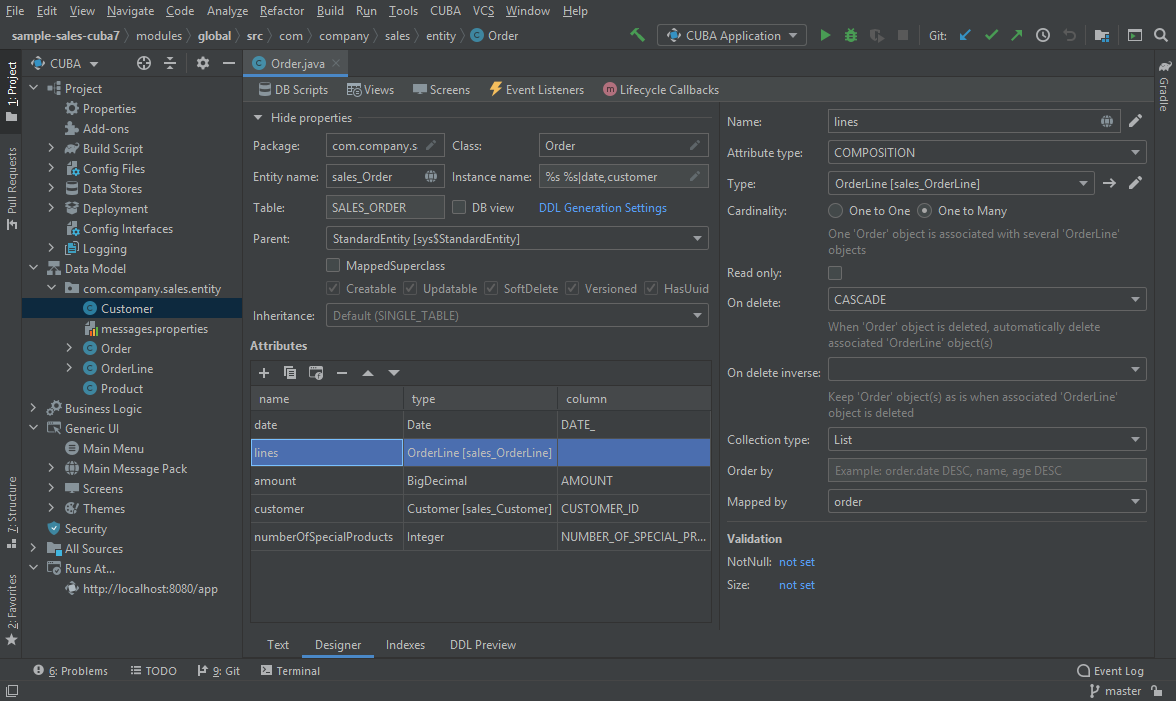 File Edit View Navigate Code Analyze Refactor Build Run Tools CUBA VCS Window Help
sample-sales-cuba7 modules global src com company sales entity C Order CUBA Application Git:
1: Project
Pull Requests
7: Structure
2: Favorites
CUBA
Project
Properties
Add-ons
Build Script
Config Files
Data Stores
Deployment
Config Interfaces
Logging
Data Model
com.company.sales.entity
C Customer
messages.properties
C Order
C OrderLine
C Product
Business Logic
Generic UI
Main Menu
Main Message Pack
Screens
Themes
Security
All Sources
Runs At...
http://localhost:8080/app
C Order.java
DB Scripts Views Screens Event Listeners m Lifecycle Callbacks
Hide properties
Package: com.company.s Class: Order
Entity name: sales_Order Instance name: %s %s|date,customer
Table: SALES_ORDER DB view DDL Generation Settings
Parent: StandardEntity [sys$StandardEntity]
MappedSuperclass
Creatable Updatable SoftDelete Versioned HasUuid
Inheritance: Default (SINGLE_TABLE)
Attributes
name type column
date Date DATE_
lines OrderLine [sales_OrderLine]
amount BigDecimal AMOUNT
customer Customer [sales_Customer] CUSTOMER_ID
numberOfSpecialProducts Integer NUMBER_OF_SPECIAL_PR...
Text Designer Indexes DDL Preview
Name: lines
Attribute type: COMPOSITION
Type: OrderLine [sales_OrderLine]
Cardinality: One to One One to Many
One 'Order' object is associated with several 'OrderLine'
objects
Read only:
On delete: CASCADE
When 'Order' object is deleted, automatically delete
associated 'OrderLine' object(s)
On delete inverse:
Keep 'Order' object(s) as is when associated 'OrderLine'
object is deleted
Collection type: List
Order by Example: order.date DESC, name, age DESC
Mapped by order
Validation
NotNull: not set
Size: not set
Gradle
6: Problems TODO 9: Git Terminal Event Log
master